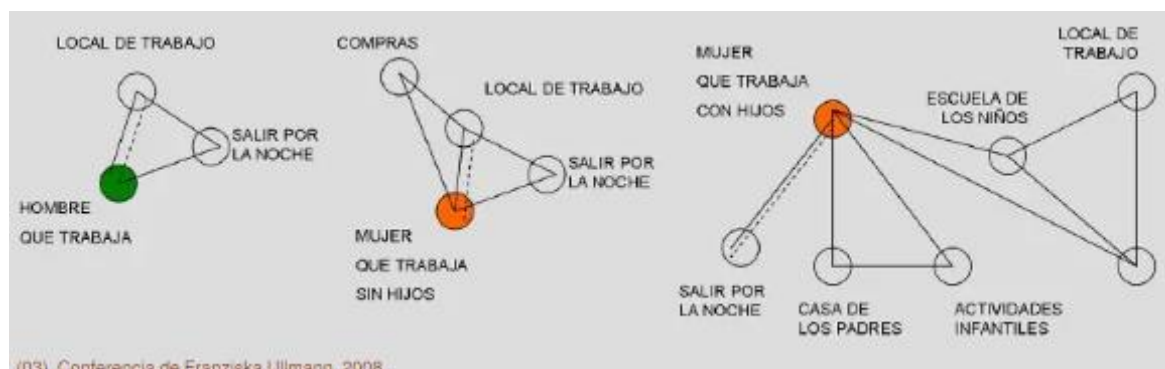 LOCAL DE TRABAJO
SALIR POR
LA NOCHE
HOMBRE
QUE TRABAJA
COMPRAS
LOCAL DE TRABAJO
SALIR POR
LA NOCHE
MUJER
QUE TRABAJA
SIN HIJOS
MUJER
QUE TRABAJA
CON HIJOS
LOCAL DE
TRABAJO
ESCUELA DE
LOS NIÑOS
SALIR POR
LA NOCHE
CASA DE
LOS PADRES
ACTIVIDADES
INFANTILES
(03) Conferencia de Franziska Ullmann, 2008